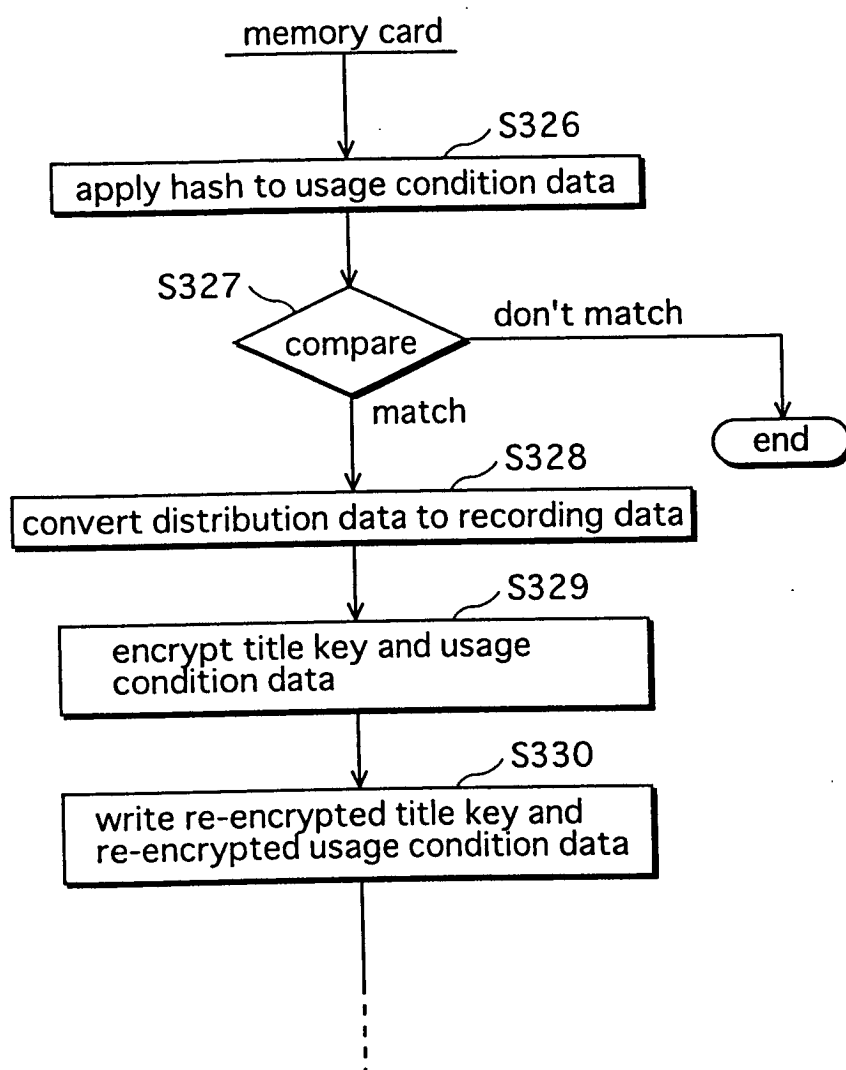 memory card
S326
apply hash to usage condition data
S327
compare
don't match
match
end
S328
convert distribution data to recording data
S329
encrypt title key and usage
condition data
S330
write re-encrypted title key and
re-encrypted usage condition data